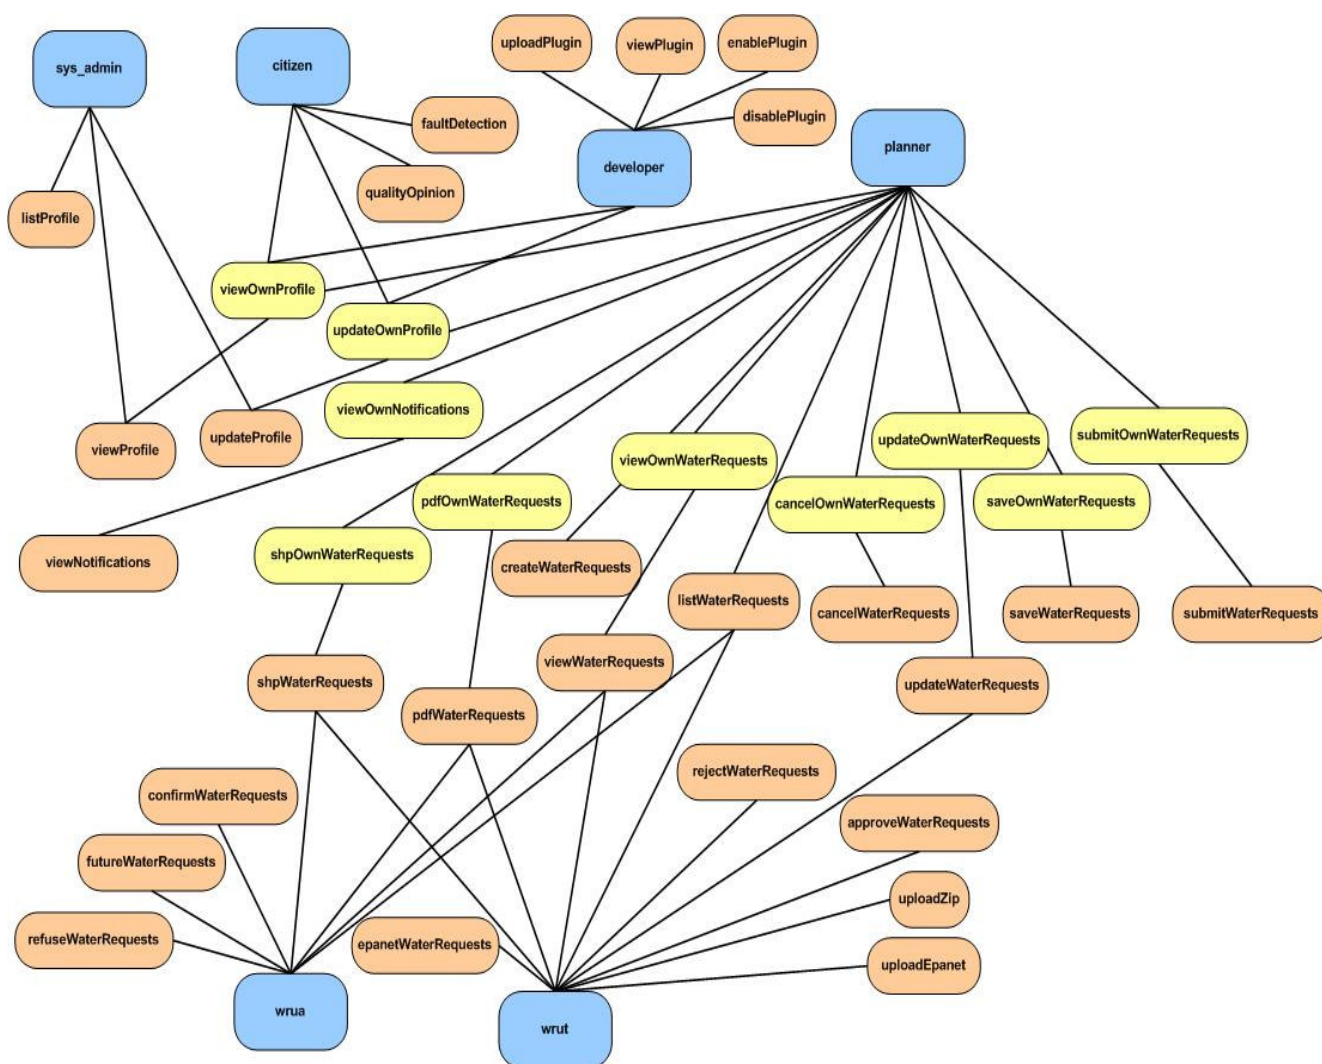 uploadPlugin
viewPlugin
enablePlugin
sys_admin
citizen
faultDetection
disablePlugin
planner
developer
qualityOpinion
listProfile
viewOwnProfile
updateOwnProfile
viewOwnNotifications
viewProfile
updateProfile
viewOwnWaterRequests
updateOwnWaterRequests
submitOwnWaterRequests
pdfOwnWaterRequests
cancelOwnWaterRequests
saveOwnWaterRequests
viewNotifications
shpOwnWaterRequests
createWaterRequests
listWaterRequests
cancelWaterRequests
saveWaterRequests
submitWaterRequests
shpWaterRequests
viewWaterRequests
updateWaterRequests
pdfWaterRequests
rejectWaterRequests
confirmWaterRequests
approveWaterRequests
futureWaterRequests
uploadZip
refuseWaterRequests
epanetWaterRequests
uploadEpanet
wrua
wrut